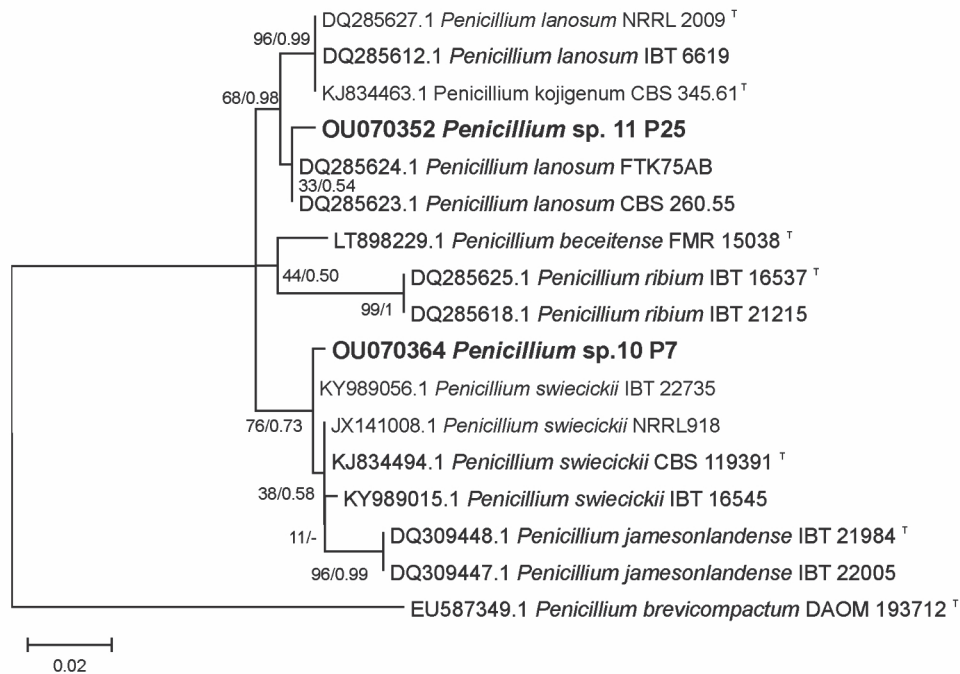 DQ285627.1 Penicillium lanosum NRRL 2009 T
96/0.99
DQ285612.1 Penicillium lanosum IBT 6619
KJ834463.1 Penicillium kojigenum CBS 345.61 T
68/0.98
OU070352 Penicillium sp. 11 P25
DQ285624.1 Penicillium lanosum FTK75AB
33/0.54
DQ285623.1 Penicillium lanosum CBS 260.55
LT898229.1 Penicillium beceitense FMR 15038 T
44/0.50
DQ285625.1 Penicillium ribium IBT 16537 T
99/1
DQ285618.1 Penicillium ribium IBT 21215
OU070364 Penicillium sp.10 P7
KY989056.1 Penicillium swiecickii IBT 22735
76/0.73
JX141008.1 Penicillium swiecickii NRRL918
KJ834494.1 Penicillium swiecickii CBS 119391 T
38/0.58
KY989015.1 Penicillium swiecickii IBT 16545
11/-
DQ309448.1 Penicillium jamesonlandense IBT 21984 T
96/0.99
DQ309447.1 Penicillium jamesonlandense IBT 22005
EU587349.1 Penicillium brevicompactum DAOM 193712 T
0.02